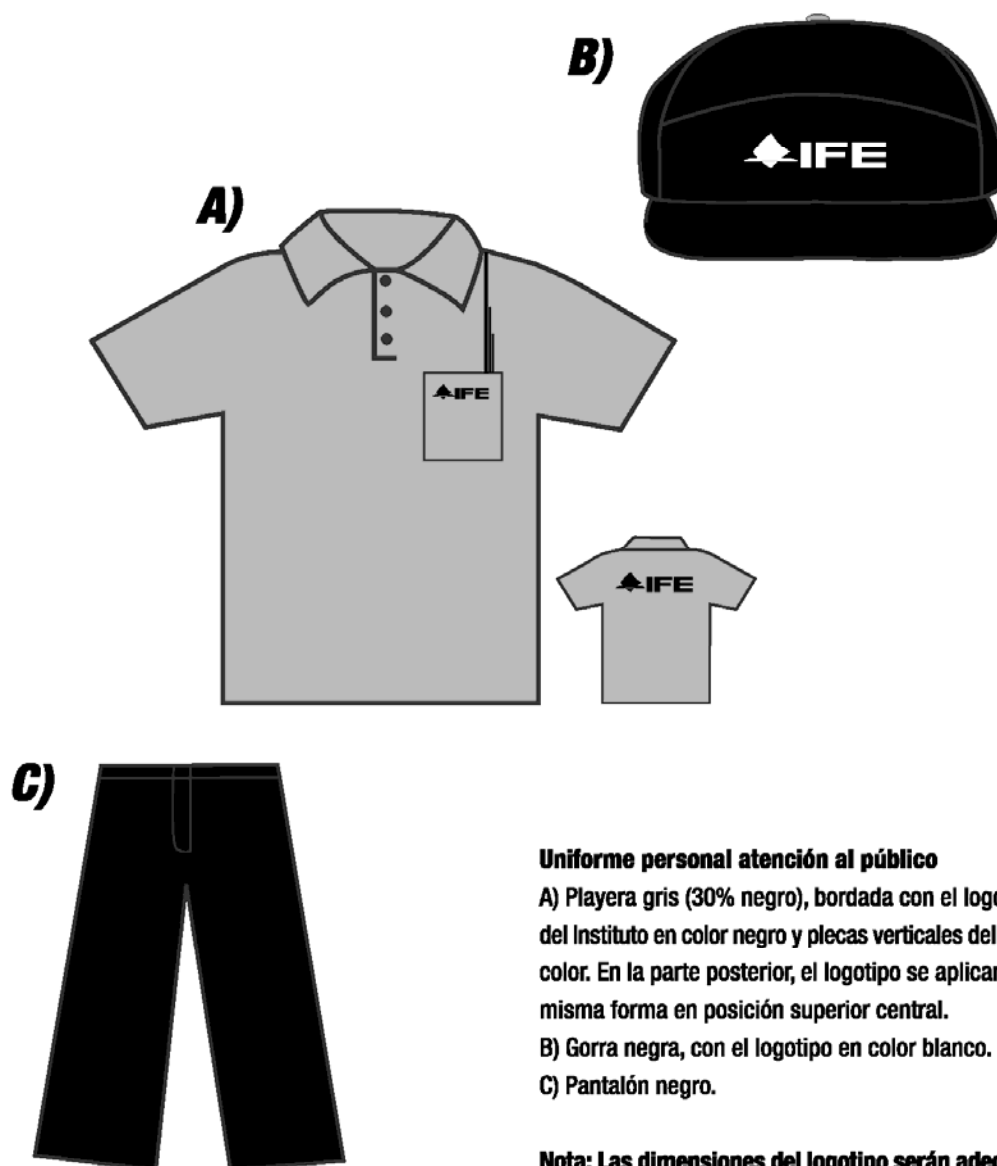 B)
IFE
A)
IFE
IFE
C)
Uniforme personal atención al público
A) Playera gris (30% negro), bordada con el logo
del Instituto en color negro y plecas verticales del
color. En la parte posterior, el logotipo se aplicar
misma forma en posición superior central.
B) Gorra negra, con el logotipo en color blanco.
C) Pantalón negro.
Nota: Las dimensiones del logotipo serán adec